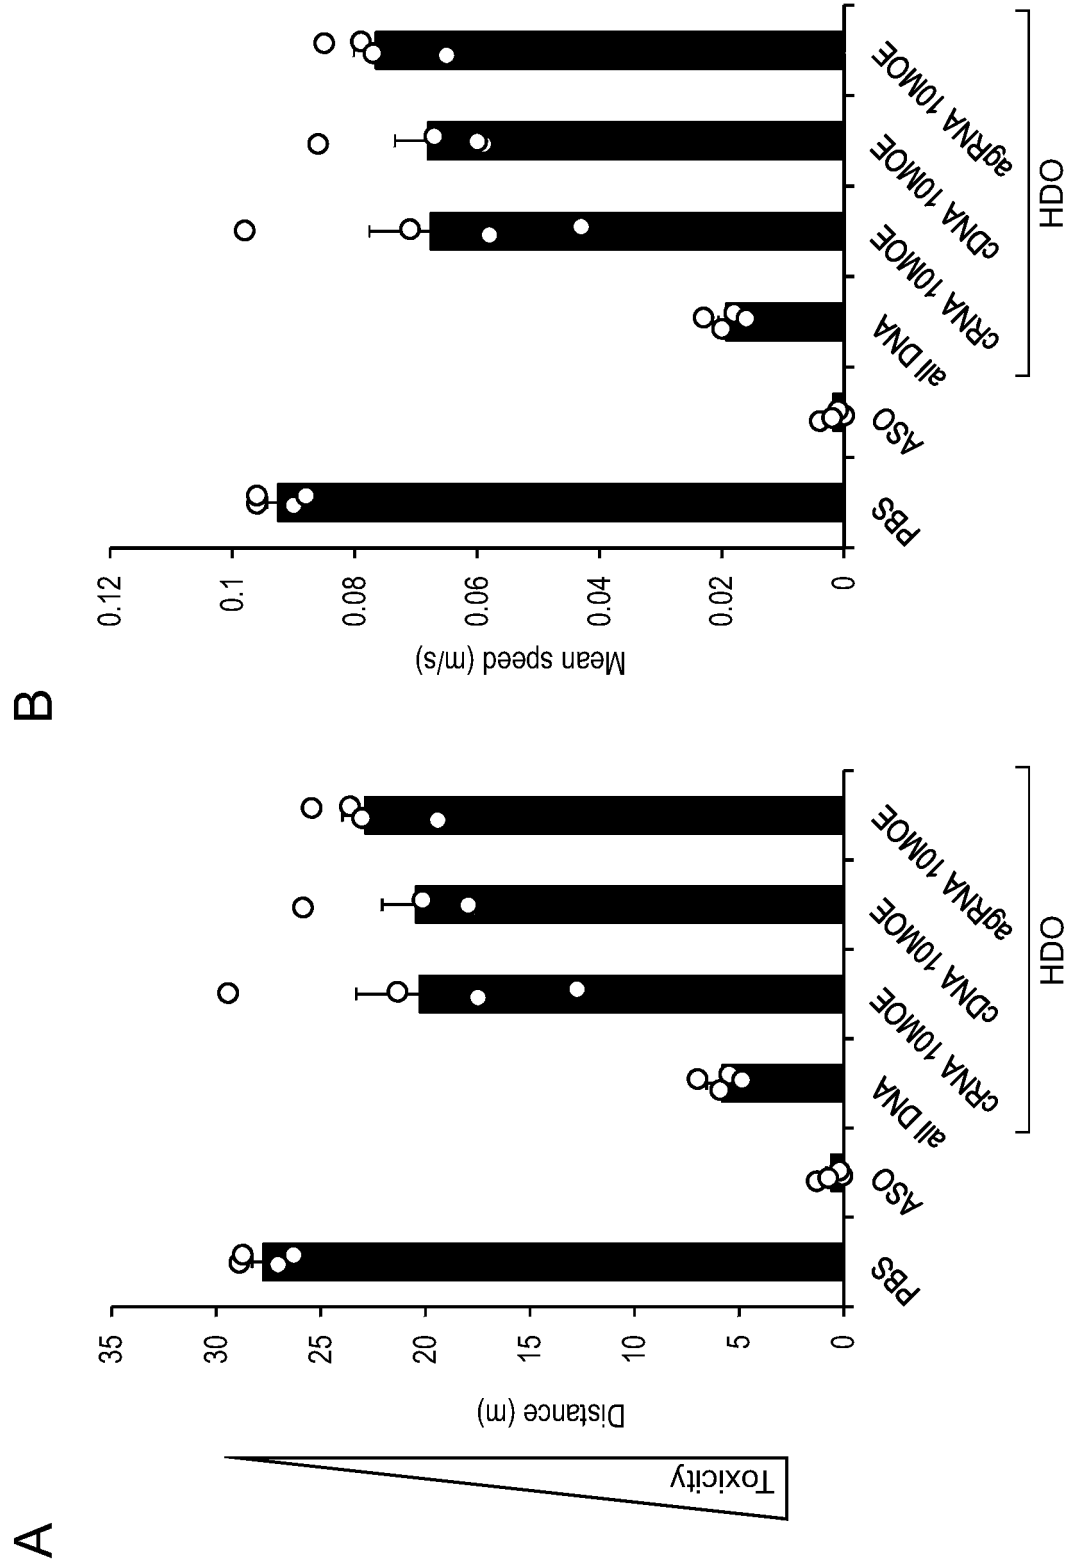 A
Toxicity
Distance (m)
35
30
25
20
15
10
5
0
PBS
ASO
all DNA
cRNA 10MOE
cDNA 10MOE
agRNA 10MOE
HDO
B
Mean speed (m/s)
0.12
0.1
0.08
0.06
0.04
0.02
0
PBS
ASO
all DNA
cRNA 10MOE
cDNA 10MOE
agRNA 10MOE
HDO